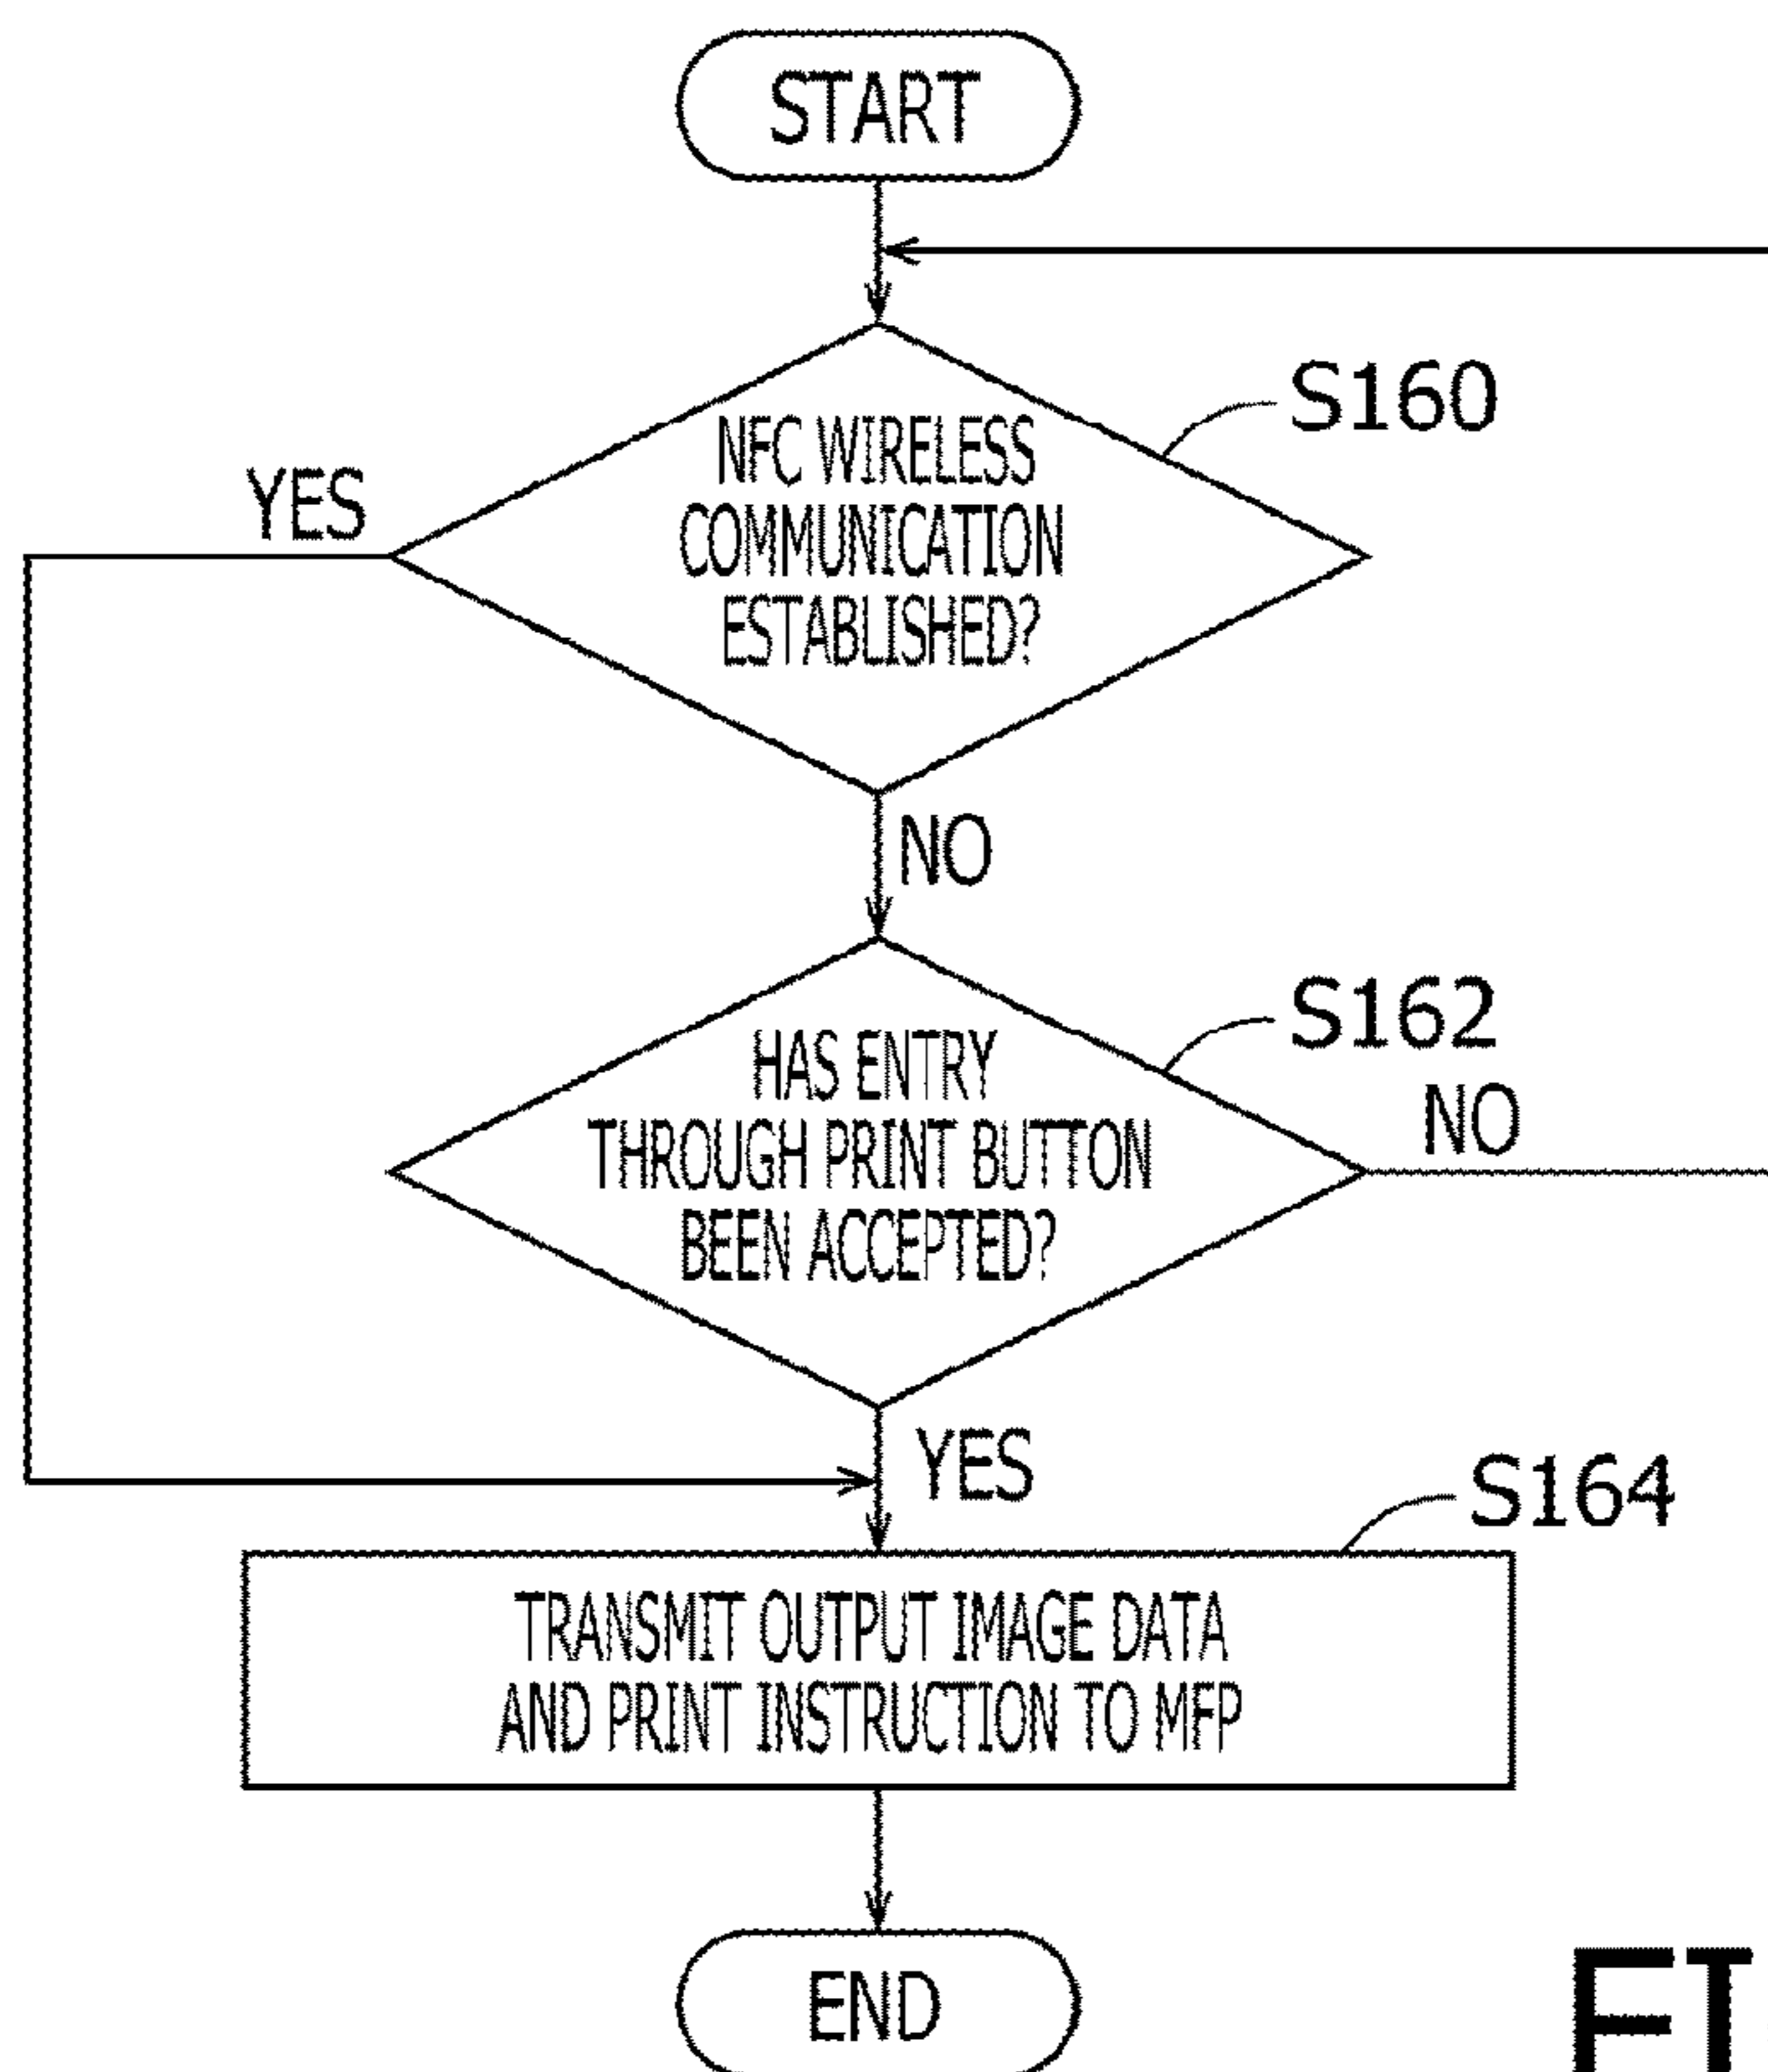 START
S160
NFC WIRELESS
COMMUNICATION
ESTABLISHED?
YES
NO
S162
HAS ENTRY
THROUGH PRINT BUTTON
BEEN ACCEPTED?
NO
YES
S164
TRANSMIT OUTPUT IMAGE DATA
AND PRINT INSTRUCTION TO MFP
END